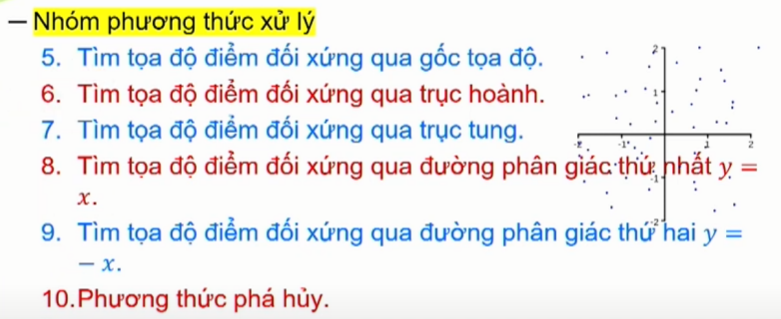 — Nhóm phương thức xử lý
5. Tìm tọa độ điểm đối xứng qua gốc tọa độ.
6. Tìm tọa độ điểm đối xứng qua trục hoành.
7. Tìm tọa độ điểm đối xứng qua trục tung.
8. Tìm tọa độ điểm đối xứng qua đường phân giác thứ nhất y =
x.
9. Tìm tọa độ điểm đối xứng qua đường phân giác thứ hai y =
− x.
10.Phương thức phá hủy.
2
1
-2 -1 1 2
-1
-2